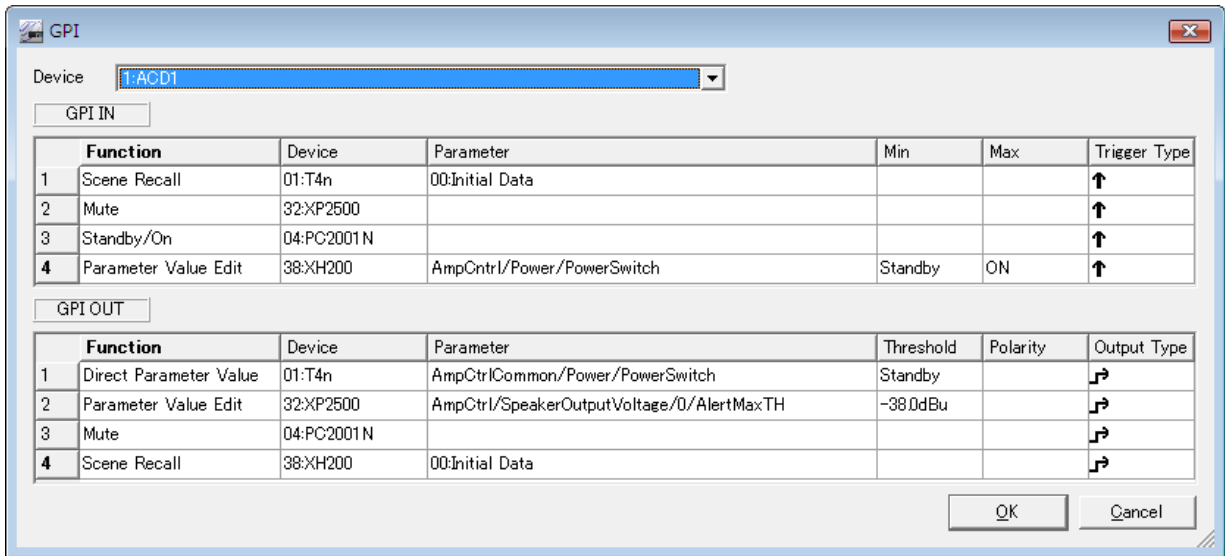 GPI
Device 1:ACD1
GPI IN
Function Device Parameter Min Max Trigger Type
1 Scene Recall 01:T4n 00:Initial Data
2 Mute 32:XP2500
3 Standby/On 04:PC2001N
4 Parameter Value Edit 38:XH200 AmpCntrl/Power/PowerSwitch Standby ON
GPI OUT
Function Device Parameter Threshold Polarity Output Type
1 Direct Parameter Value 01:T4n AmpCtrlCommon/Power/PowerSwitch Standby
2 Parameter Value Edit 32:XP2500 AmpCtrl/SpeakerOutputVoltage/0/AlertMaxTH -38.0dBu
3 Mute 04:PC2001N
4 Scene Recall 38:XH200 00:Initial Data
OK Cancel